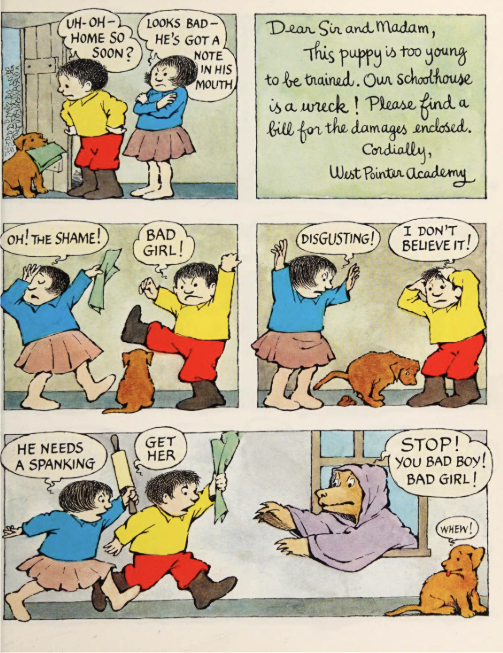 UH-OH-
HOME SO
SOON?
LOOKS BAD-
HE'S GOT A
NOTE
IN HIS
MOUTH
Dear Sir and Madam,
This puppy is too young
to be trained. Our schoolhouse
is a wreck! Please find a
bill for the damages enclosed.
Cordially,
West Pointer Academy
OH! THE SHAME!
BAD
GIRL!
DISGUSTING!
I DON'T
BELIEVE IT!
HE NEEDS
A SPANKING
GET
HER
STOP!
YOU BAD BOY!
BAD GIRL!
WHEW!